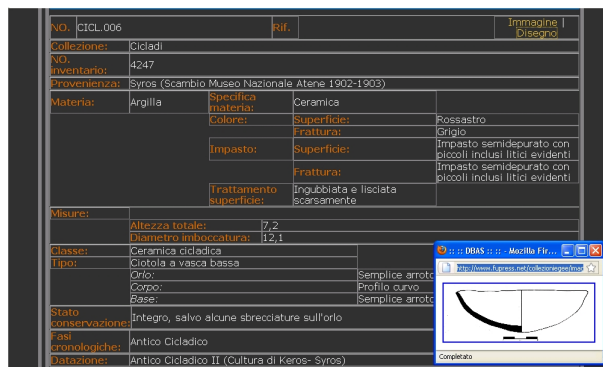 NO. CICL.006 Rif. Immagine |
Disegno
Collezione: Cicladi
NO.
inventario: 4247
Provenienza: Syros (Scambio Museo Nazionale Atene 1902-1903)
Materia: Argilla Specifica
materia: Ceramica
Colore: Superficie: Rossastro
Frattura: Grigio
Impasto: Superficie: Impasto semidepurato con
piccoli inclusi litici evidenti
Frattura: Impasto semidepurato con
piccoli inclusi litici evidenti
Trattamento
superficie: Ingubbiata e lisciata
scarsamente
Misure:
Altezza totale: 7,2
Diametro imboccatura: 12,1
Classe: Ceramica cicladica
Tipo: Ciotola a vasca bassa
Orlo: Semplice arroto
Corpo: Profilo curvo
Base: Semplice arroto
Stato
conservazione: Integro, salvo alcune sbrecciature sull'orlo
Fasi
cronologiche: Antico Cicladico
Datazione: Antico Cicladico II (Cultura di Keros- Syros)
:: :: DBAS :: :: - Mozilla Fir...
http://www.fupress.net/collezioniegee/imag
Completato